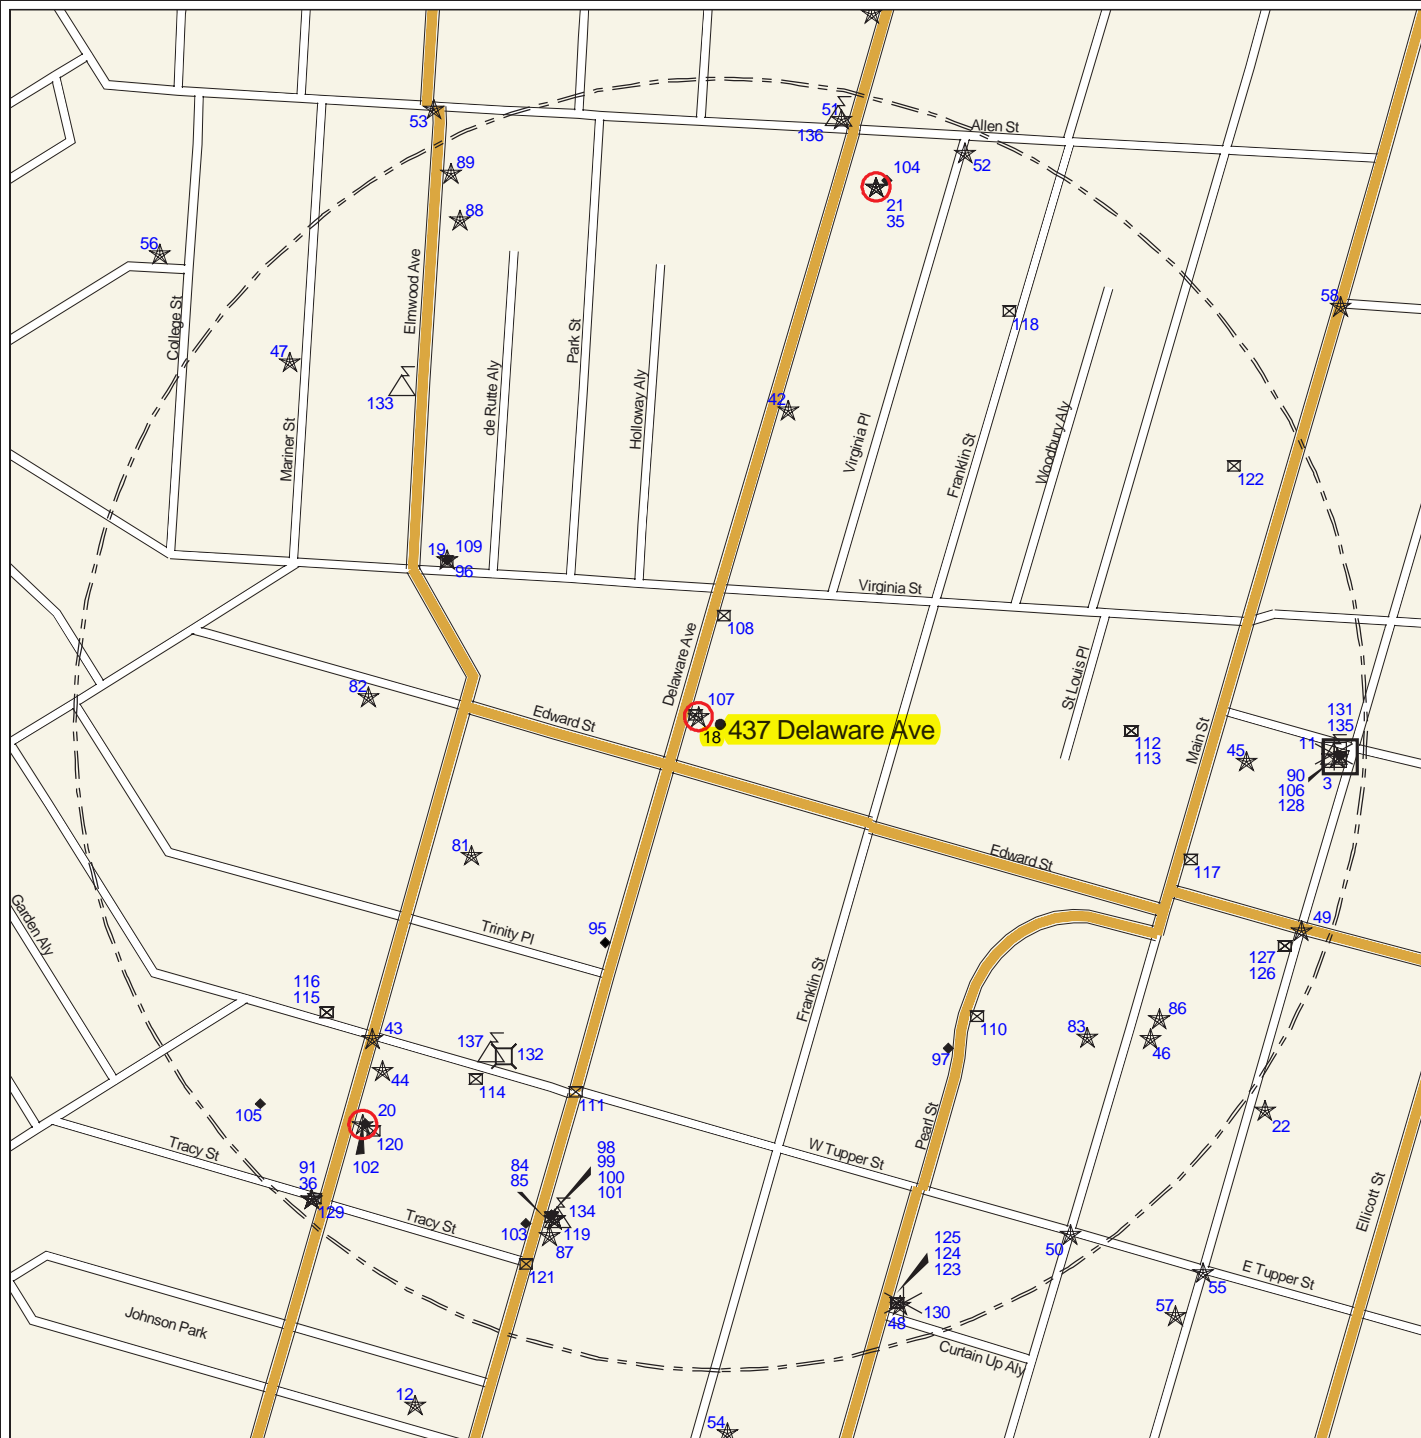 51
136
Allen St
53
52
89
104
21
35
88
56
58
College St
Elmwood Ave
118
Park St
47
133
de Rutte Aly
Holloway Aly
42
Virginia Pl
Franklin St
Woodbury Aly
Mariner St
122
19
109
96
Virginia St
108
Delaware Ave
82
107
18
437 Delaware Ave
Edward St
St Louis Pl
112
113
Main St
45
131
135
11
3
90
106
128
81
Edward St
117
Garden Aly
Trinity Pl
95
49
127
126
116
115
43
137
132
Franklin St
110
97
83
86
46
44
114
111
105
20
120
102
Pearl St
22
Tracy St
W Tupper St
91
36
129
84
85
98
99
100
101
134
119
103
87
Tracy St
121
Ellicott St
125
124
123
50
E Tupper St
55
57
130
48
Johnson Park
Curtain Up Aly
12
54